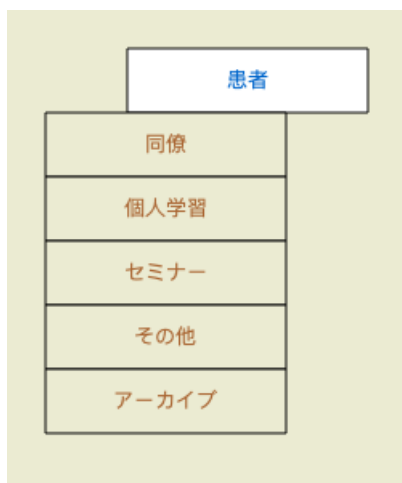 患者
同僚
個人学習
セミナー
その他
アーカイブ